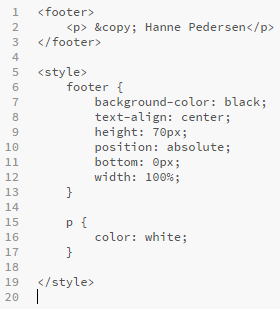 1 <footer>
2     <p> &copy; Hanne Pedersen</p>
3 </footer>
4
5 <style>
6     footer {
7         background-color: black;
8         text-align: center;
9         height: 70px;
10         position: absolute;
11         bottom: 0px;
12         width: 100%;
13     }
14
15     p {
16         color: white;
17     }
18
19 </style>
20